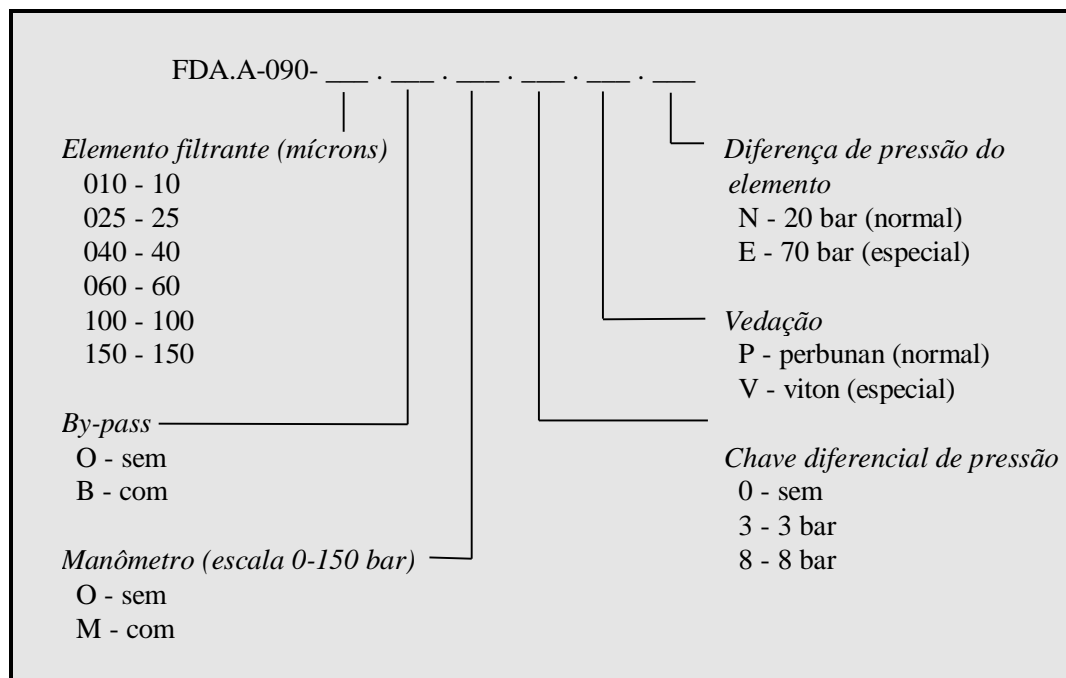 FDA.A-090- ___ . ___ . ___ . ___ . ___ . ___
Elemento filtrante (mícrons)
010 - 10
025 - 25
040 - 40
060 - 60
100 - 100
150 - 150
By-pass
O - sem
B - com
Manômetro (escala 0-150 bar)
O - sem
M - com
Diferença de pressão do
elemento
N - 20 bar (normal)
E - 70 bar (especial)
Vedação
P - perbunan (normal)
V - viton (especial)
Chave diferencial de pressão
0 - sem
3 - 3 bar
8 - 8 bar